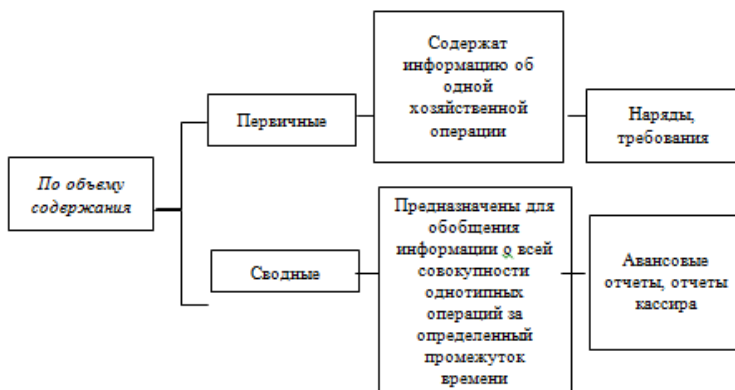 По объему
содержания
Первичные
Содержат
информацию об
одной
хозяйственной
операции
Наряды,
требования
Сводные
Предназначены для
обобщения
информации о всей
совокупности
однотипных
операций за
определенный
промежуток
времени
Авансовые
отчеты, отчеты
кассира